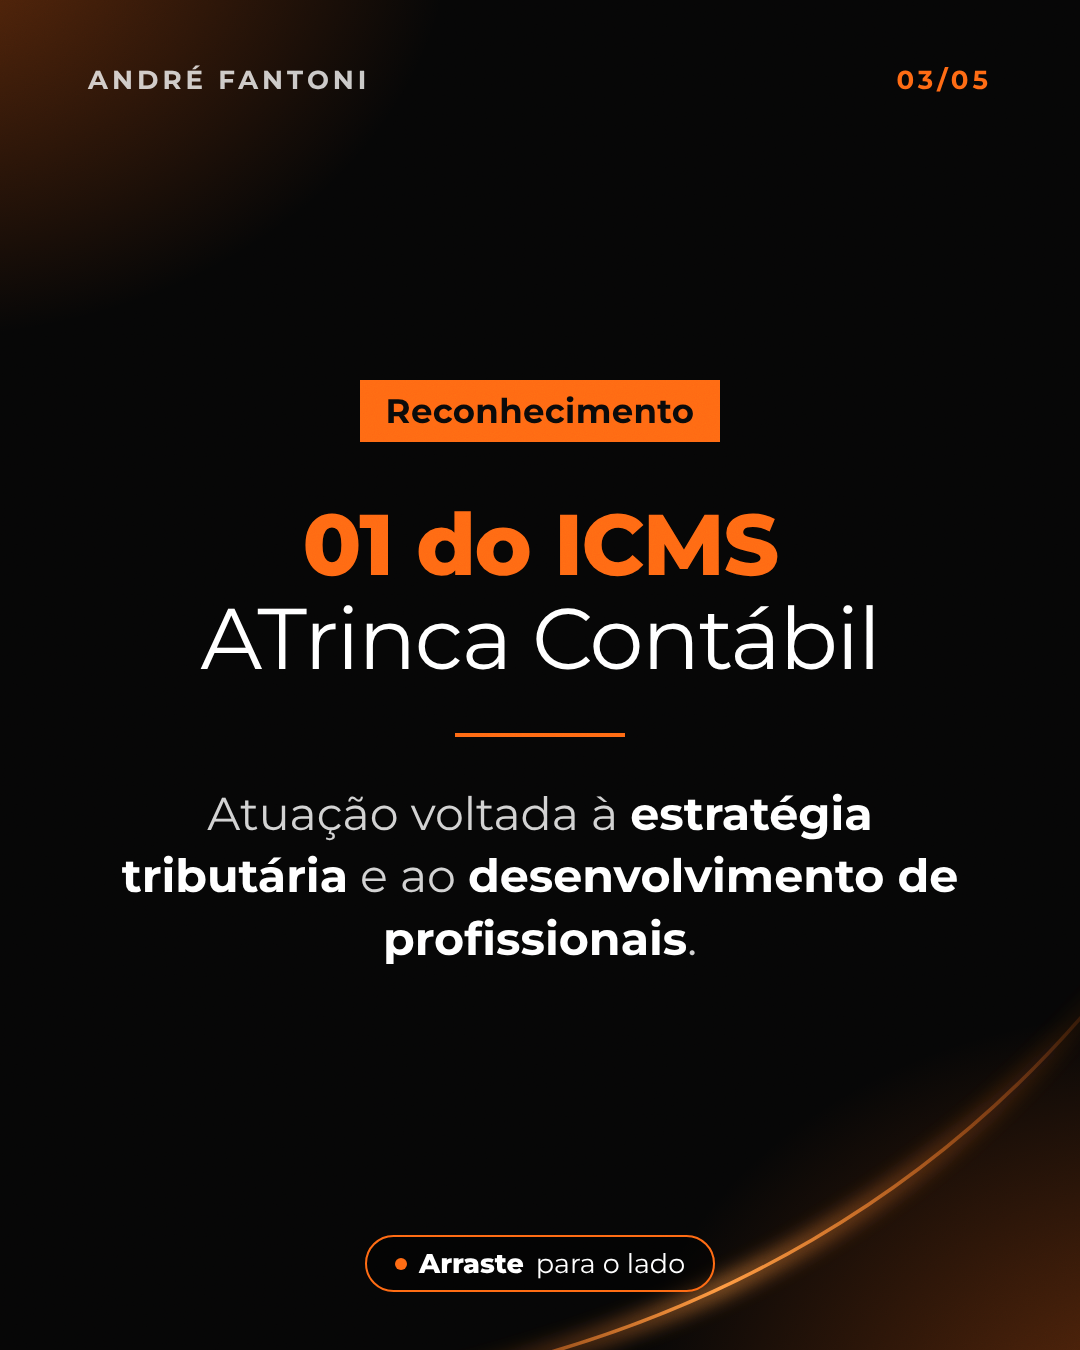 ANDRÉ FANTONI
03/05
Reconhecimento
01 do ICMS
ATrinca Contábil
Atuação voltada à estratégia
tributária e ao desenvolvimento de
profissionais.
Arraste para o lado